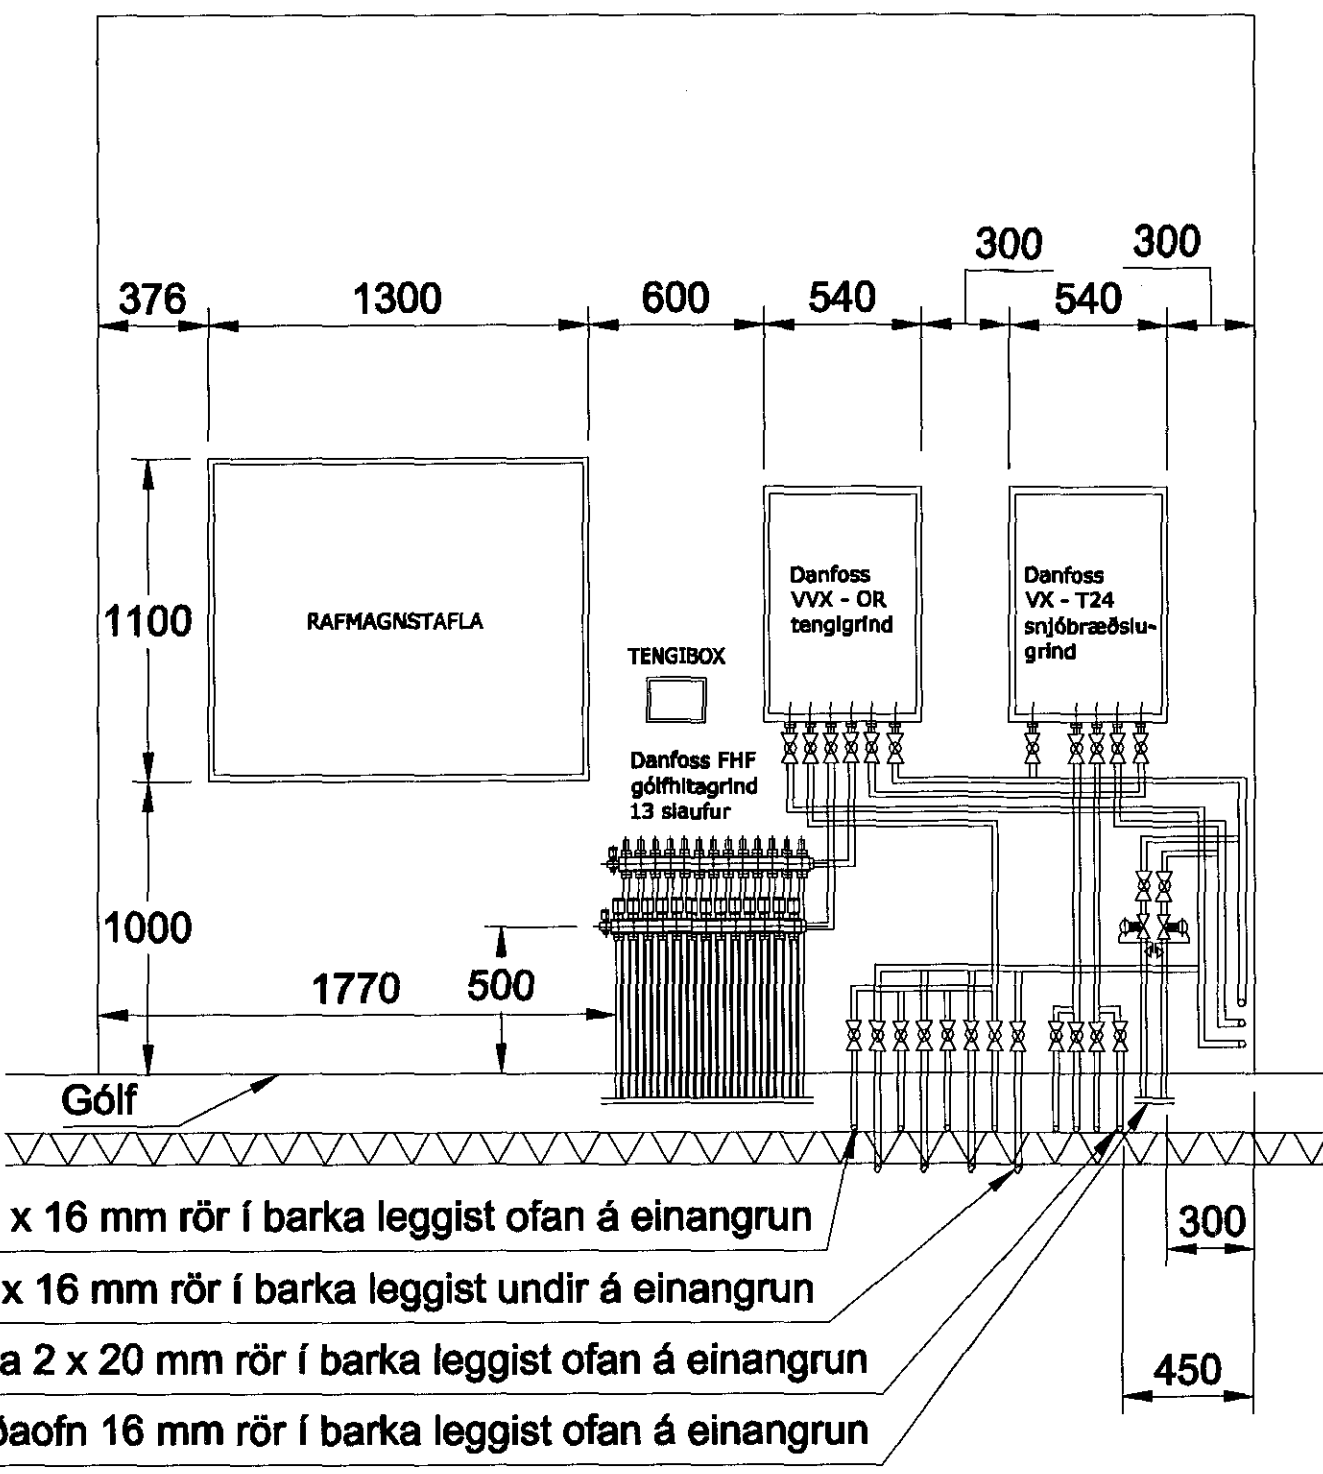 300 300
376 1300 600 540 540
1100
RAFMAGNSTAFLA
TENGIBOX
Danfoss
VVX - OR
tengigrind
Danfoss
VX - T24
snjóbræðslu-
grind
Danfoss FHF
gólfhitagrind
13 slaufur
1000
1770 500
Gólf
x 16 mm rör í barka leggist ofan á einangrun
x 16 mm rör í barka leggist undir á einangrun
a 2 x 20 mm rör í barka leggist ofan á einangrun
ðaofn 16 mm rör í barka leggist ofan á einangrun
300
450